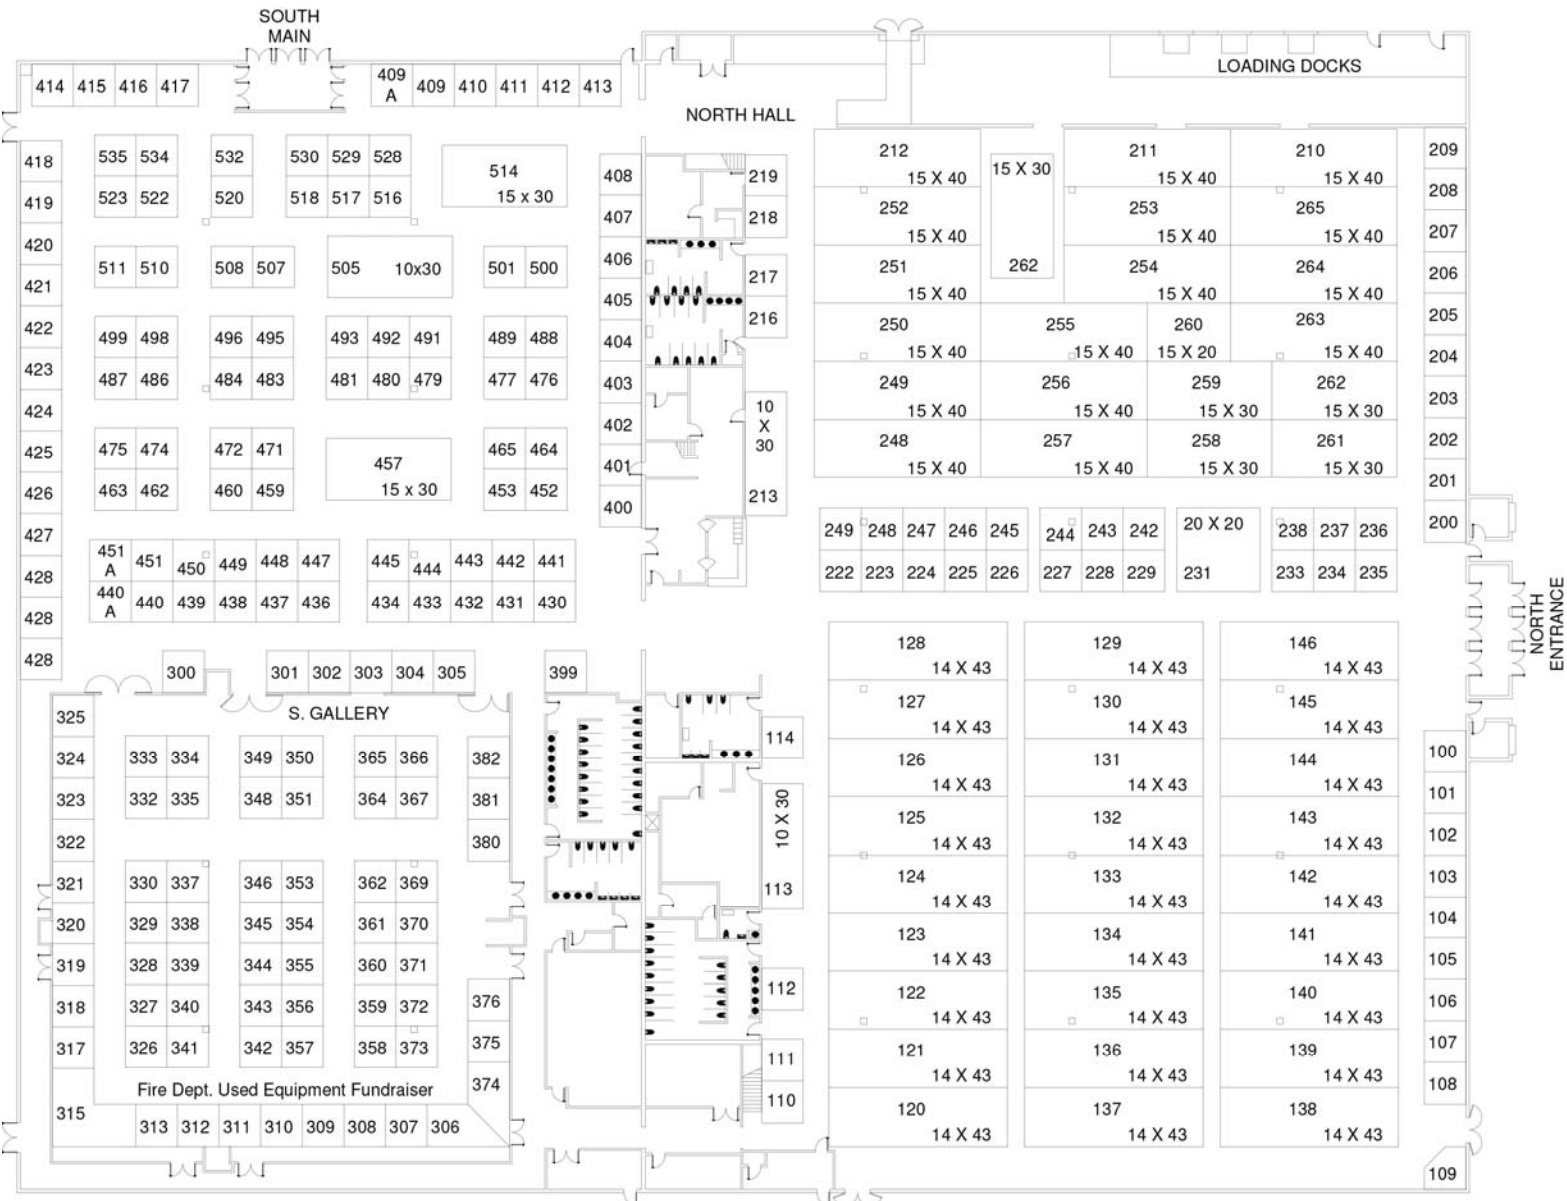 SOUTH
MAIN
LOADING DOCKS
NORTH HALL
NORTH
ENTRANCE
414 415 416 417
409
A
409 410 411 412 413
418
419
420
421
422
423
424
425
426
427
428
428
428
535 534
523 522
532
520
530 529 528
518 517 516
514
15 x 30
511 510
508 507
505 10x30
501 500
499 498
487 486
496 495
484 483
493 492 491
481 480 479
489 488
477 476
475 474
463 462
472 471
460 459
457
15 x 30
465 464
453 452
451
A
451 450 449 448 447
440
A
440 439 438 437 436
445 444 443 442 441
434 433 432 431 430
408
407
406
405
404
403
402
401
400
219
218
217
216
10
X
30
213
212
15 X 40
252
15 X 40
251
15 X 40
250
15 X 40
249
15 X 40
248
15 X 40
15 X 30
262
211
15 X 40
253
15 X 40
254
15 X 40
255
15 X 40
256
15 X 40
257
15 X 40
260
15 X 20
259
15 X 30
258
15 X 30
210
15 X 40
265
15 X 40
264
15 X 40
263
15 X 40
262
15 X 30
261
15 X 30
209
208
207
206
205
204
203
202
201
200
249 248 247 246 245
222 223 224 225 226
244 243 242
227 228 229
20 X 20
231
238 237 236
233 234 235
300
301 302 303 304 305
399
S. GALLERY
325
324
323
322
321
320
319
318
317
315
333 334
332 335
349 350
348 351
365 366
364 367
382
381
380
330 337
329 338
328 339
327 340
326 341
346 353
345 354
344 355
343 356
342 357
362 369
361 370
360 371
359 372
358 373
376
375
374
Fire Dept. Used Equipment Fundraiser
313 312 311 310 309 308 307 306
114
10 X 30
113
112
111
110
128
14 X 43
127
14 X 43
126
14 X 43
125
14 X 43
124
14 X 43
123
14 X 43
122
14 X 43
121
14 X 43
120
14 X 43
129
14 X 43
130
14 X 43
131
14 X 43
132
14 X 43
133
14 X 43
134
14 X 43
135
14 X 43
136
14 X 43
137
14 X 43
146
14 X 43
145
14 X 43
144
14 X 43
143
14 X 43
142
14 X 43
141
14 X 43
140
14 X 43
139
14 X 43
138
14 X 43
100
101
102
103
104
105
106
107
108
109